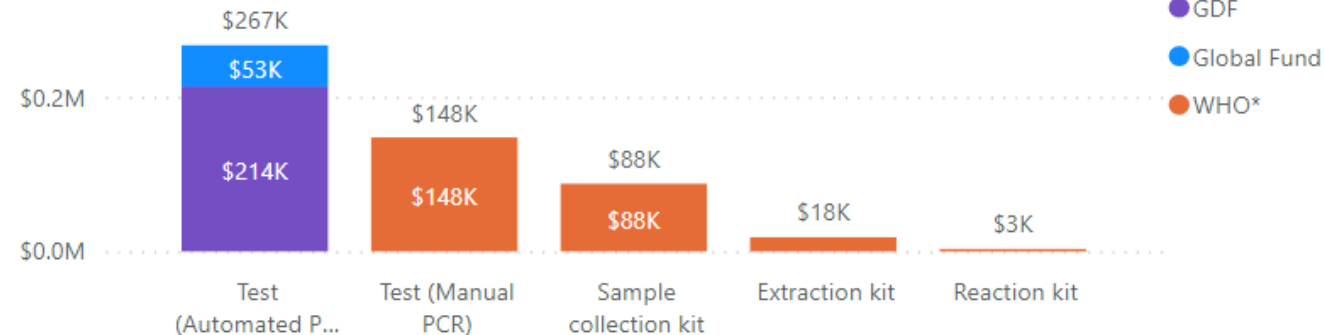 $267K
GDF
$53K
Global Fund
$0.2M
WHO*
$148K
$88K
$214K
$148K
$88K
$18K
$3K
$0.0M
Test
(Automated P...
Test (Manual
PCR)
Sample
collection kit
Extraction kit
Reaction kit